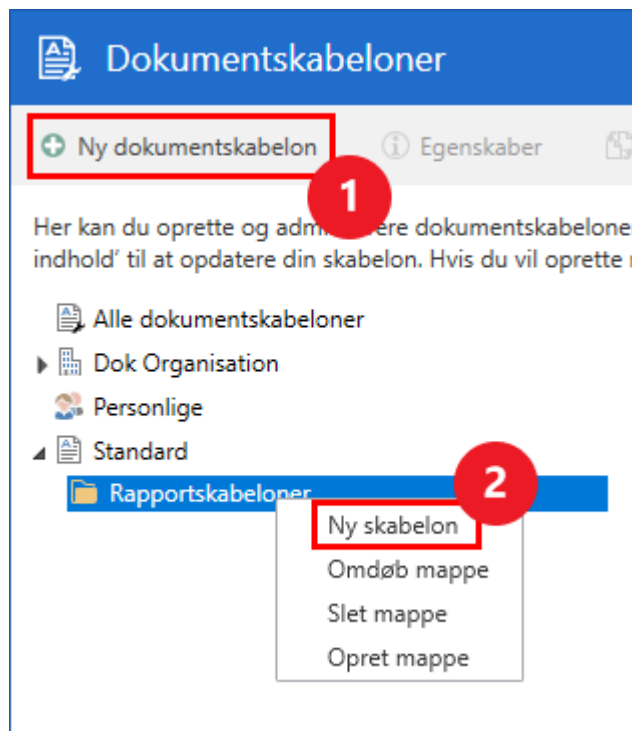 Dokumentskabeloner
Ny dokumentskabelon
Egenskaber
1
Her kan du oprette og adm ere dokumentskabelone
indhold' til at opdatere din skabelon. Hvis du vil oprette
Alle dokumentskabeloner
Dok Organisation
Personlige
Standard
Rapportskabeloner
2
Ny skabelon
Omdøb mappe
Slet mappe
Opret mappe